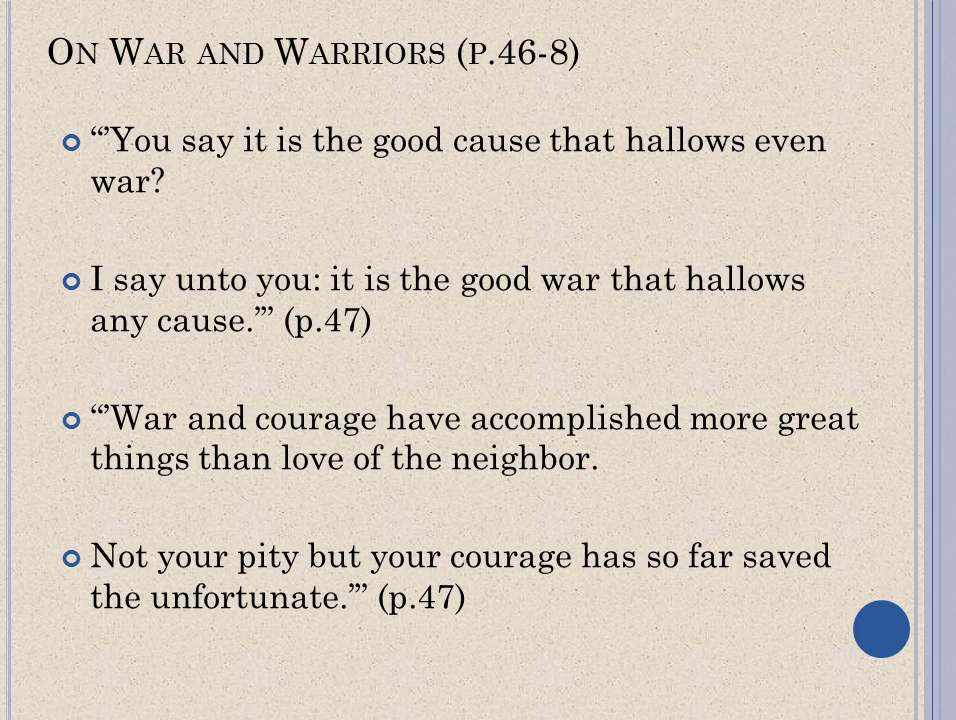 ON WAR AND WARRIORS (P.46-8)
“’You say it is the good cause that hallows even
war?
I say unto you: it is the good war that hallows
any cause.’” (p.47)
“’War and courage have accomplished more great
things than love of the neighbor.
Not your pity but your courage has so far saved
the unfortunate.’” (p.47)